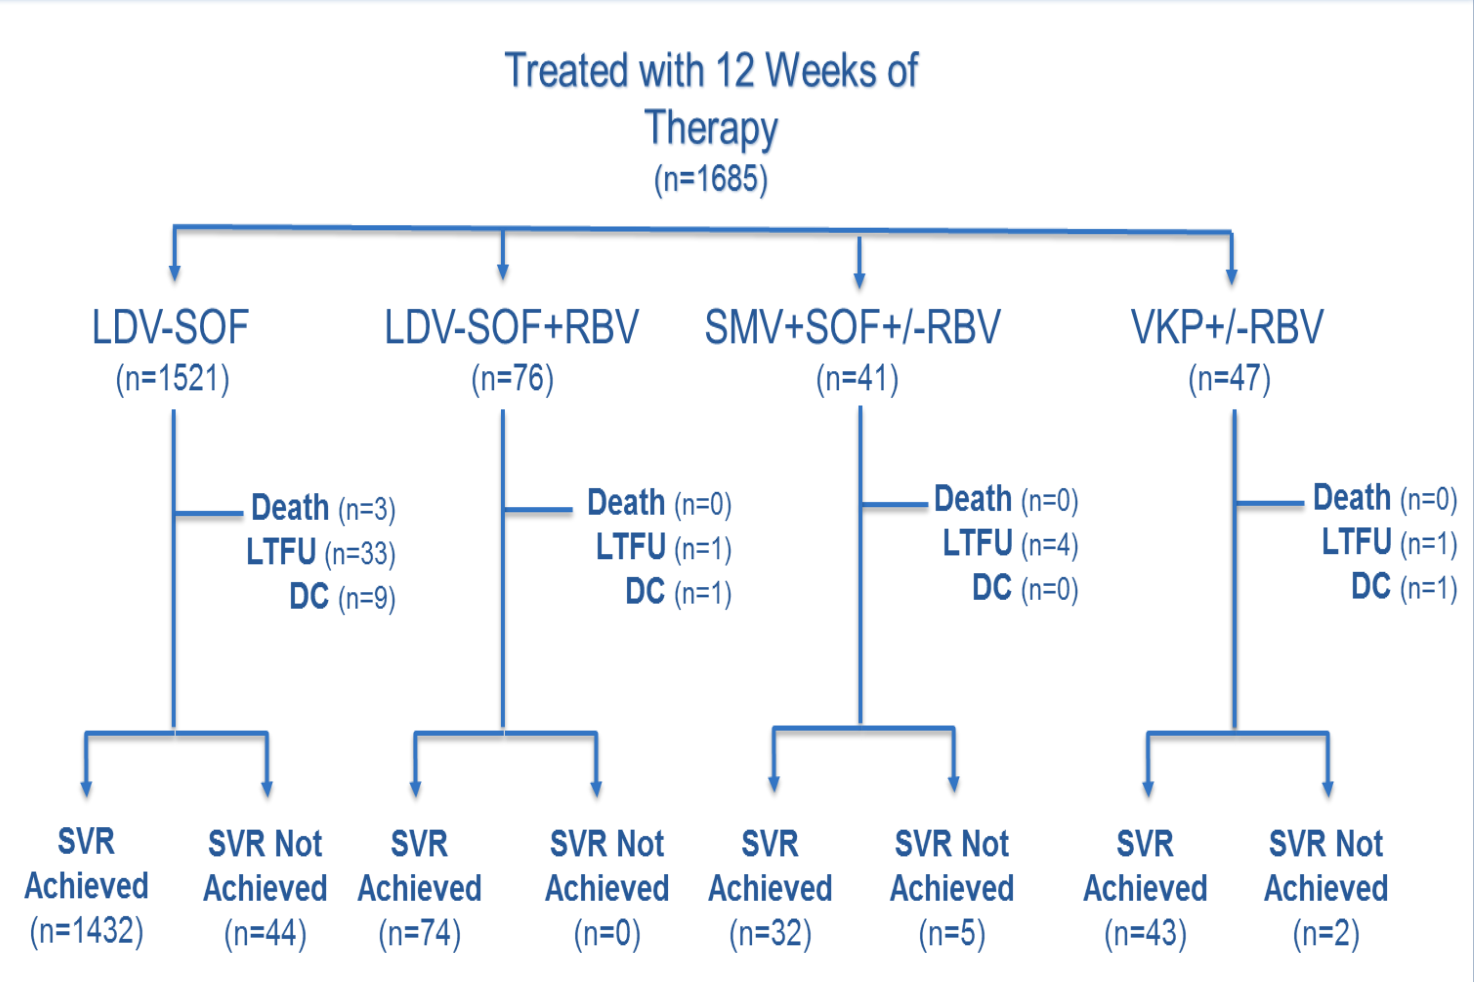 Treated with 12 Weeks of
Therapy
(n=1685)
LDV-SOF
(n=1521)
LDV-SOF+RBV
(n=76)
SMV+SOF+/-RBV
(n=41)
VKP+/-RBV
(n=47)
Death (n=3)
LTFU (n=33)
DC (n=9)
Death (n=0)
LTFU (n=1)
DC (n=1)
Death (n=0)
LTFU (n=4)
DC (n=0)
Death (n=0)
LTFU (n=1)
DC (n=1)
SVR
Achieved
(n=1432)
SVR Not
Achieved
(n=44)
SVR
Achieved
(n=74)
SVR Not
Achieved
(n=0)
SVR
Achieved
(n=32)
SVR Not
Achieved
(n=5)
SVR
Achieved
(n=43)
SVR Not
Achieved
(n=2)